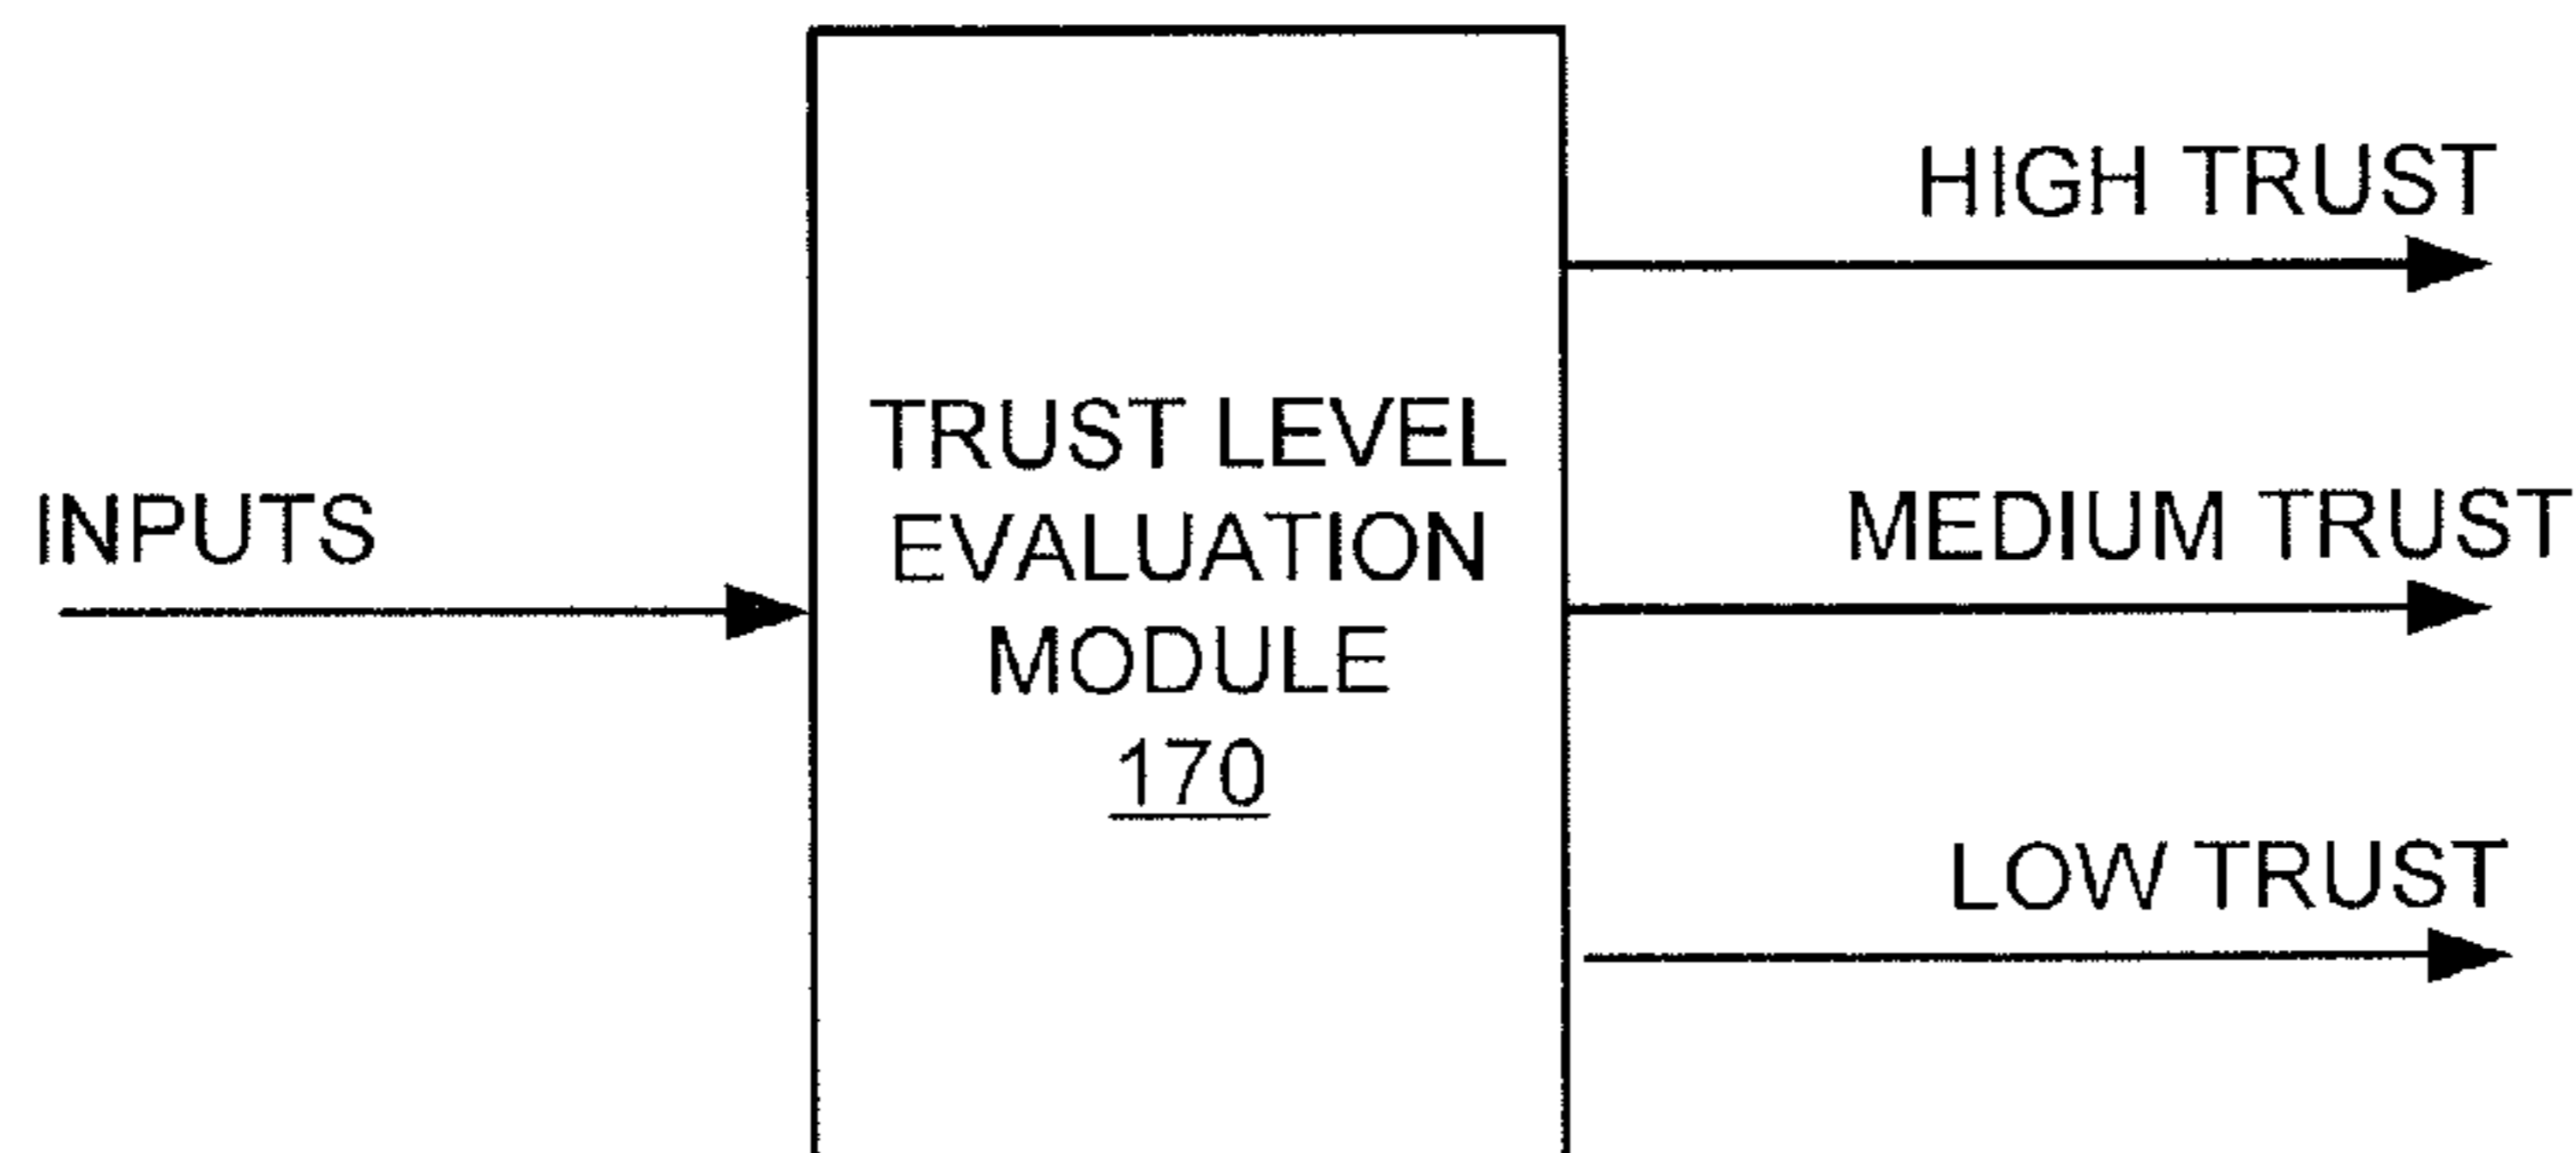 HIGH TRUST
TRUST LEVEL
INPUTS
EVALUATION
MEDIUM TRUST
MODULE
170
LOW TRUST